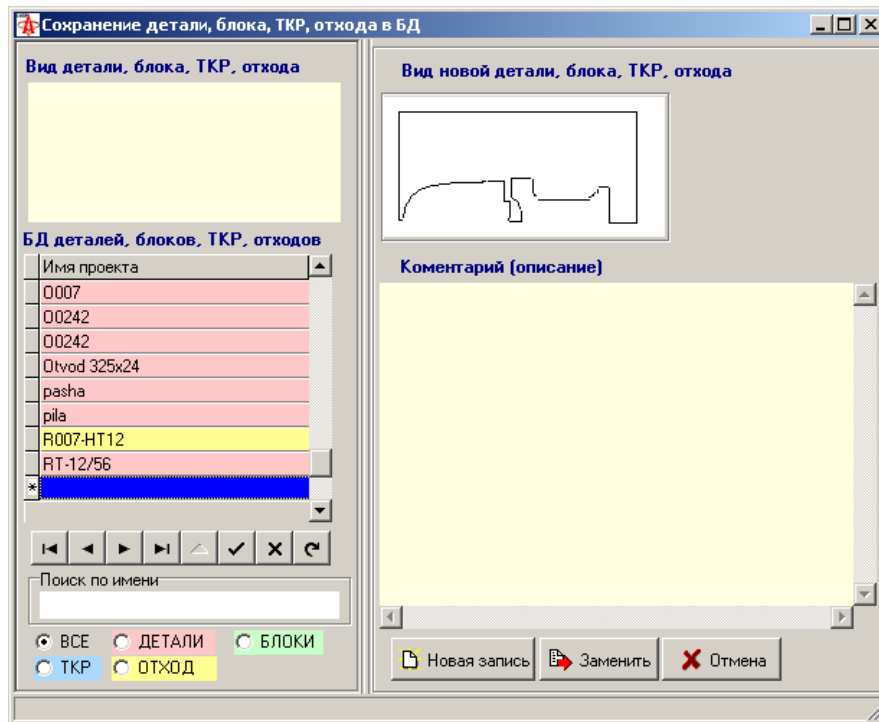 Сохранение детали, блока, ТКР, отхода в БД
Вид детали, блока, ТКР, отхода
БД деталей, блоков, ТКР, отходов
Имя проекта
O007
O0242
O0242
Otvod 325x24
pasha
pila
R007-HT12
RT-12/56
*
Поиск по имени
ВСЕ ДЕТАЛИ БЛОКИ
ТКР ОТХОД
Вид новой детали, блока, ТКР, отхода
Коментарий (описание)
Новая запись Заменить Отмена